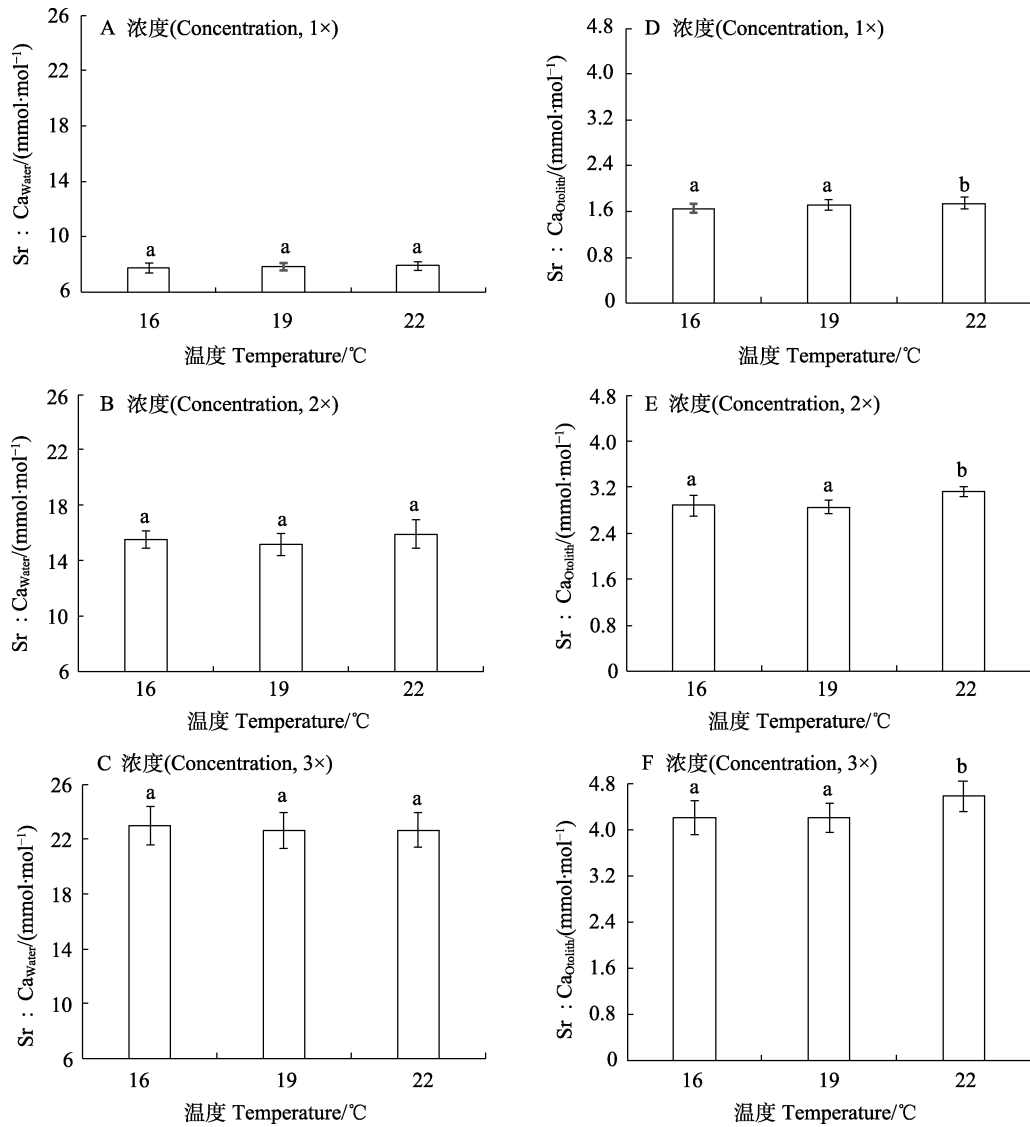 A 浓度(Concentration, 1×)
Sr : Ca_Water/(mmol·mol⁻¹)
26
22
18
14
10
6
a a a
16 19 22
温度 Temperature/℃
D 浓度(Concentration, 1×)
Sr : Ca_Otolith/(mmol·mol⁻¹)
4.8
4.0
3.2
2.4
1.6
0.8
0
a a b
16 19 22
温度 Temperature/℃
B 浓度(Concentration, 2×)
Sr : Ca_Water/(mmol·mol⁻¹)
26
22
18
14
10
6
a a a
16 19 22
温度 Temperature/℃
E 浓度(Concentration, 2×)
Sr : Ca_Otolith/(mmol·mol⁻¹)
4.8
4.0
3.2
2.4
1.6
0.8
0
a a b
16 19 22
温度 Temperature/℃
C 浓度(Concentration, 3×)
Sr : Ca_Water/(mmol·mol⁻¹)
26
22
18
14
10
6
a a a
16 19 22
温度 Temperature/℃
F 浓度(Concentration, 3×)
Sr : Ca_Otolith/(mmol·mol⁻¹)
4.8
4.0
3.2
2.4
1.6
0.8
0
a a b
16 19 22
温度 Temperature/℃